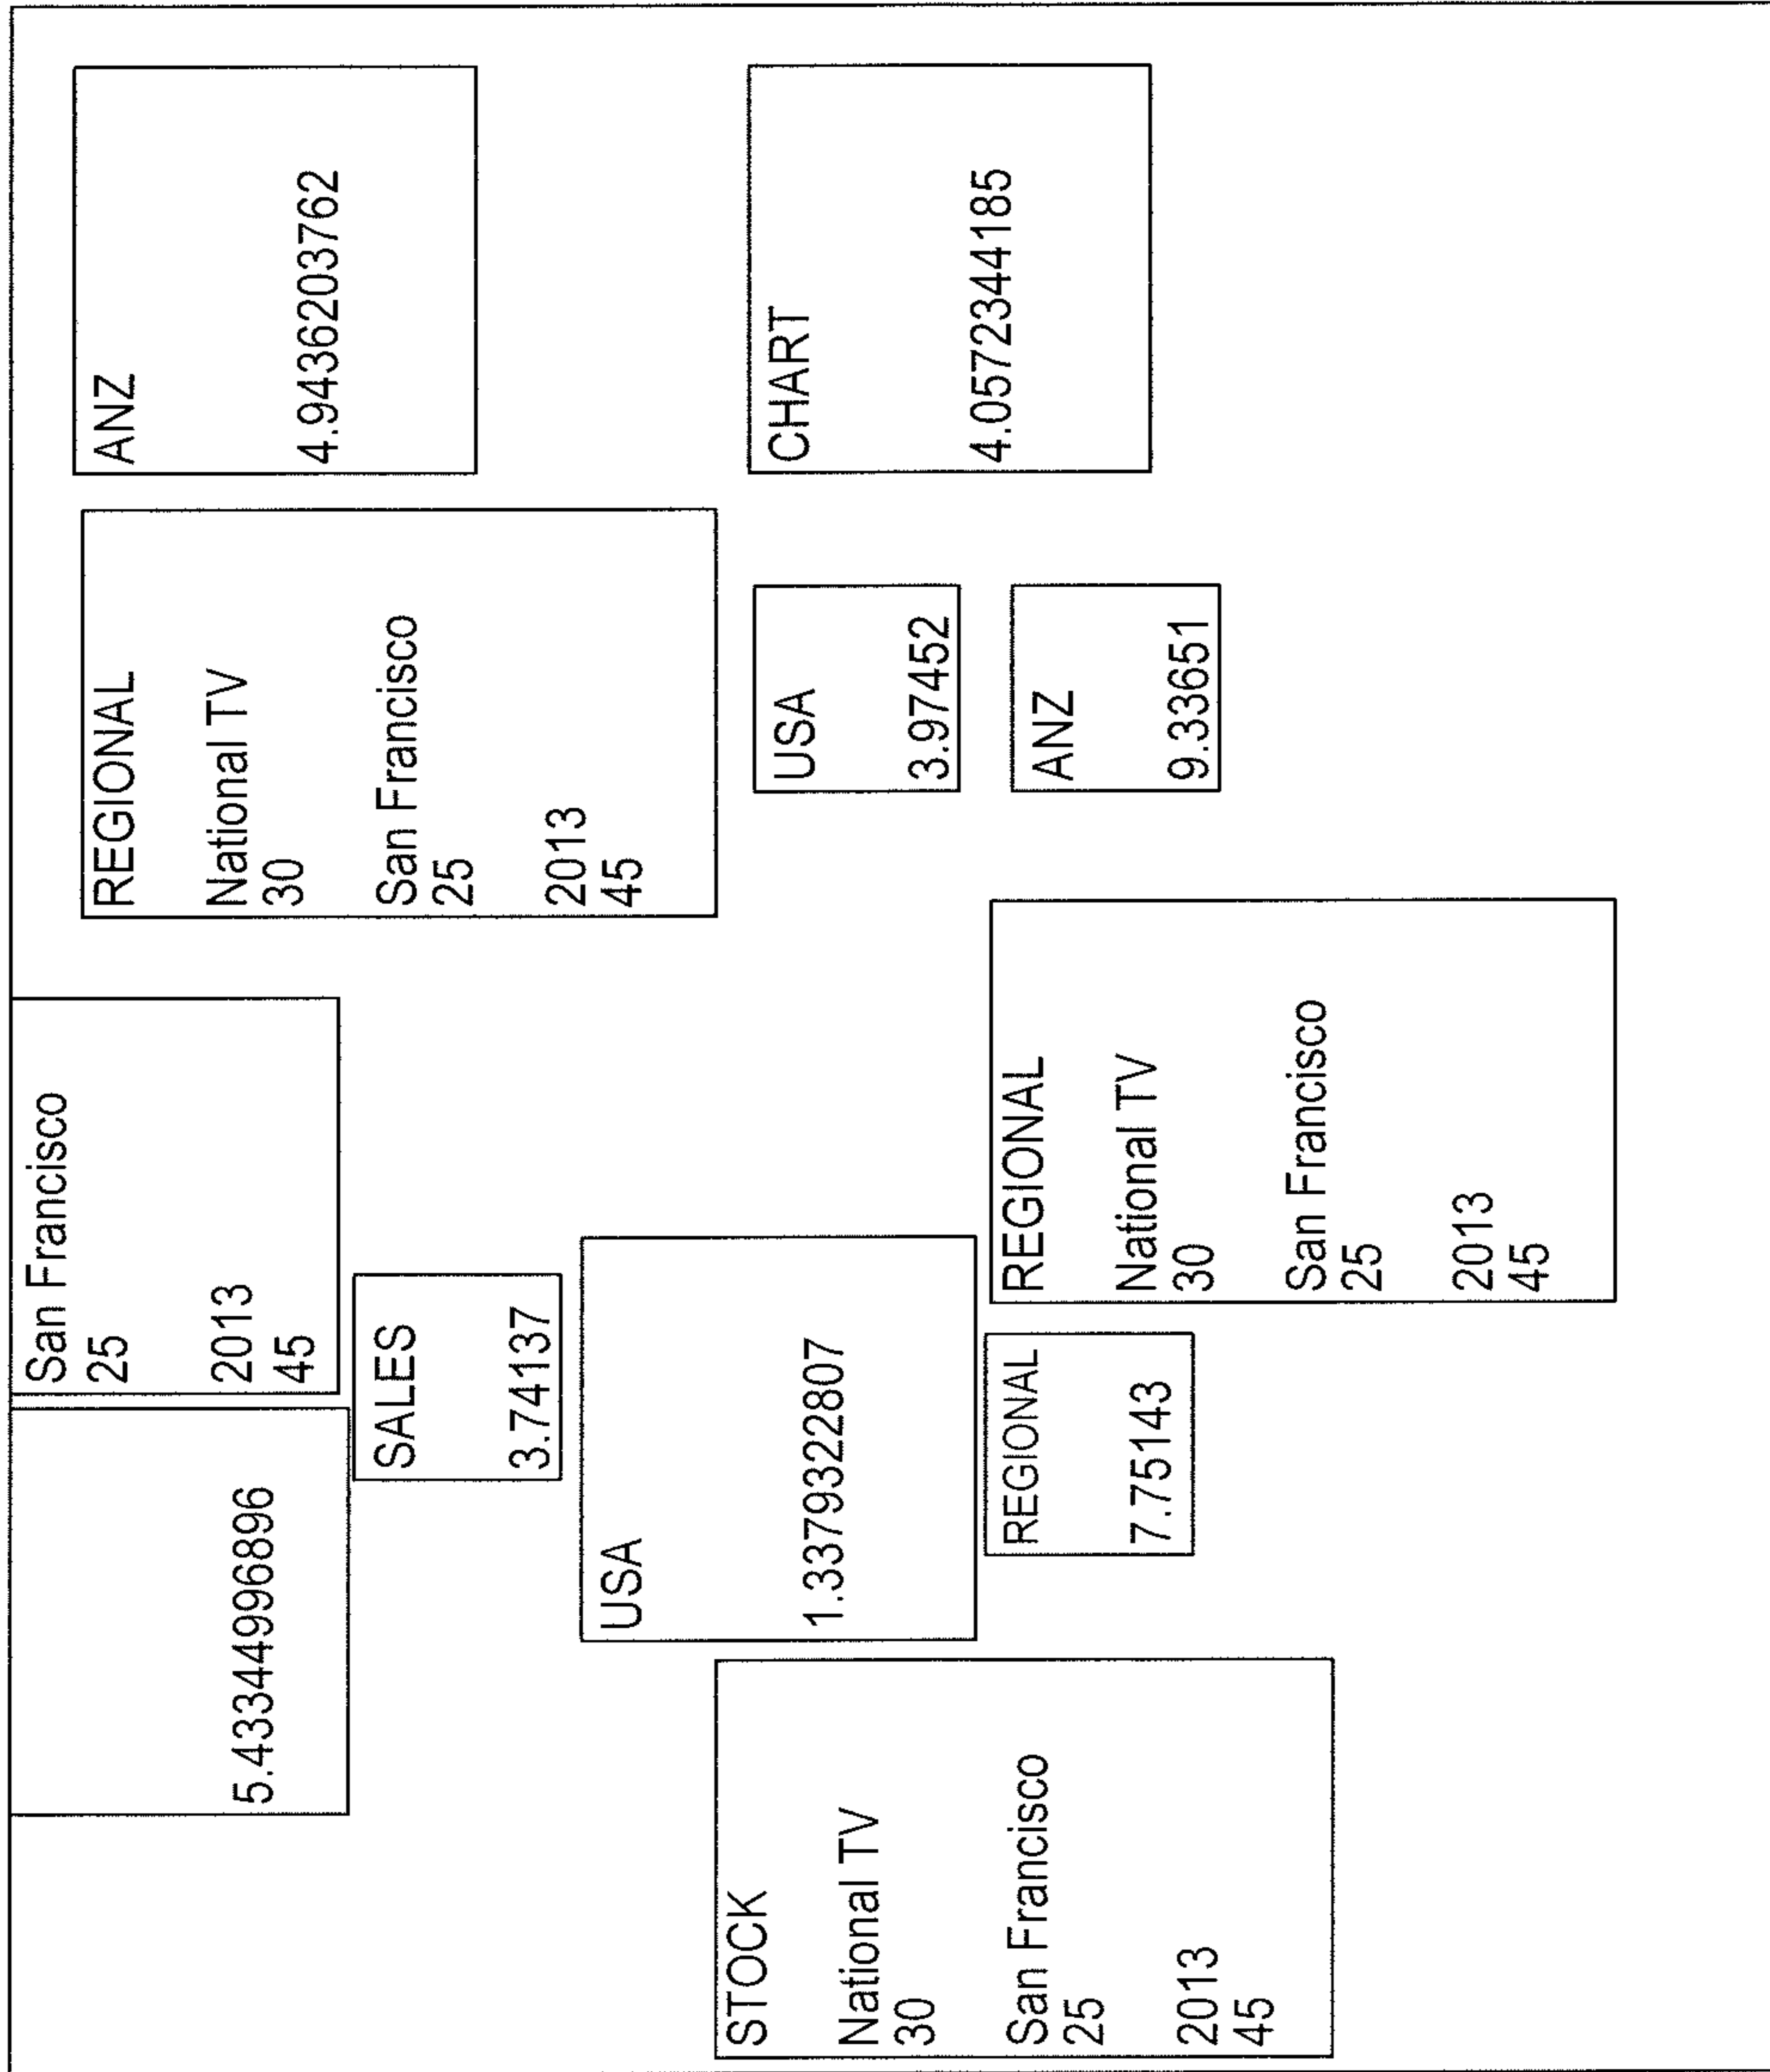 5.4334996896
San Francisco
25
2013
45
SALES
3.74137
REGIONAL
National TV
30
San Francisco
25
2013
45
ANZ
4.9436203762
USA
1.3379322807
STOCK
National TV
30
San Francisco
25
2013
45
REGIONAL
7.75143
REGIONAL
National TV
30
San Francisco
25
2013
45
USA
3.97452
ANZ
9.33651
CHART
4.0572344185